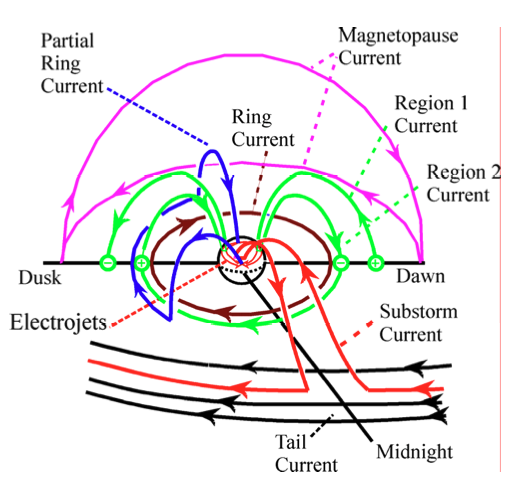 Partial
Ring
Current
Magnetopause
Current
Ring
Current
Region 1
Current
Region 2
Current
Dusk
Dawn
Electrojets
Substorm
Current
Tail
Current
Midnight